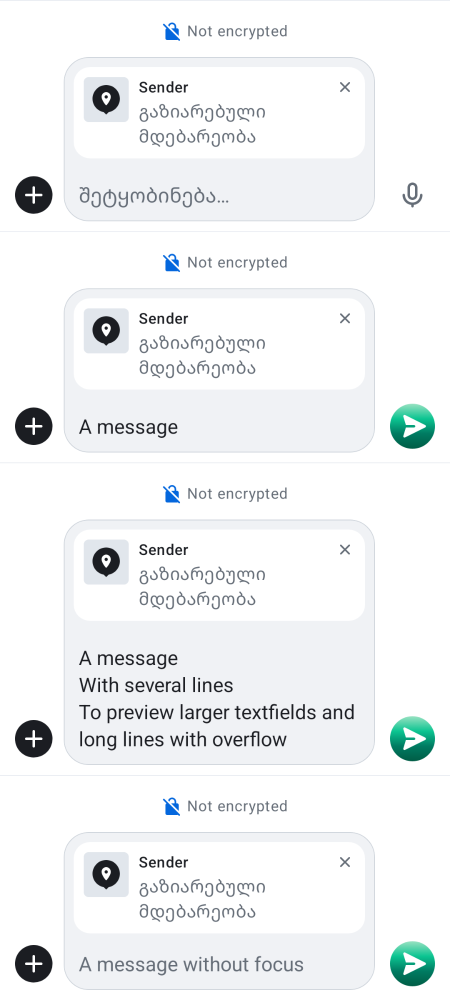 Not encrypted
Sender
გაზიარებული
მდებარეობა
შეტყობინება...
Not encrypted
Sender
გაზიარებული
მდებარეობა
A message
Not encrypted
Sender
გაზიარებული
მდებარეობა
A message
With several lines
To preview larger textfields and
long lines with overflow
Not encrypted
Sender
გაზიარებული
მდებარეობა
A message without focus